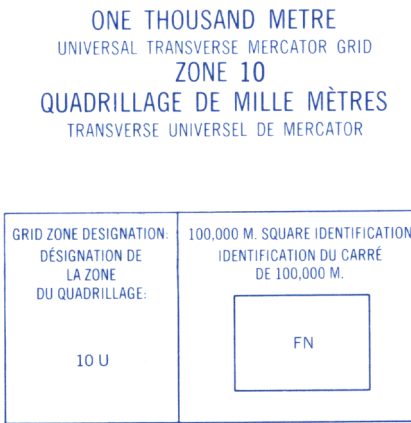 ONE THOUSAND METRE
UNIVERSAL TRANSVERSE MERCATOR GRID
ZONE 10
QUADRILLAGE DE MILLE MÈTRES
TRANSVERSE UNIVERSEL DE MERCATOR
GRID ZONE DESIGNATION:
DÉSIGNATION DE
LA ZONE
DU QUADRILLAGE:
10 U
100,000 M. SQUARE IDENTIFICATION
IDENTIFICATION DU CARRÉ
DE 100,000 M.
FN